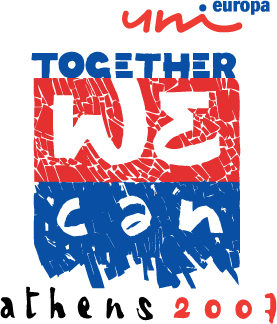 uni europa
TOGETHER
WE
can
athens 2007